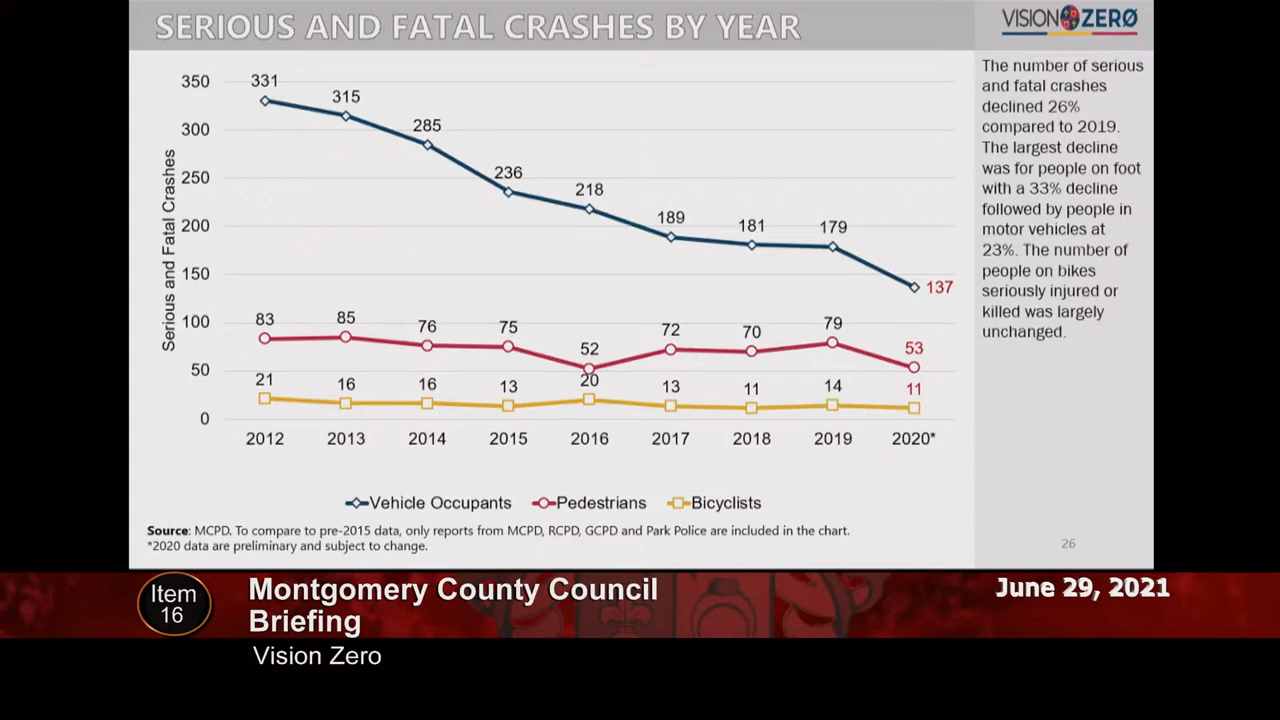 SERIOUS AND FATAL CRASHES BY YEAR
VISION ZERO
The number of serious
and fatal crashes
declined 26%
compared to 2019.
The largest decline
was for people on foot
with a 33% decline
followed by people in
motor vehicles at
23%. The number of
people on bikes
seriously injured or
killed was largely
unchanged.
Serious and Fatal Crashes
350
300
250
200
150
100
50
0
331
315
285
236
218
189
181
179
137
83
85
76
75
52
72
70
79
53
21
16
16
13
20
13
11
14
11
2012
2013
2014
2015
2016
2017
2018
2019
2020*
Vehicle Occupants
Pedestrians
Bicyclists
Source: MCPD. To compare to pre-2015 data, only reports from MCPD, RCPD, GCPD and Park Police are included in the chart.
*2020 data are preliminary and subject to change.
26
Item
16
Montgomery County Council
Briefing
Vision Zero
June 29, 2021